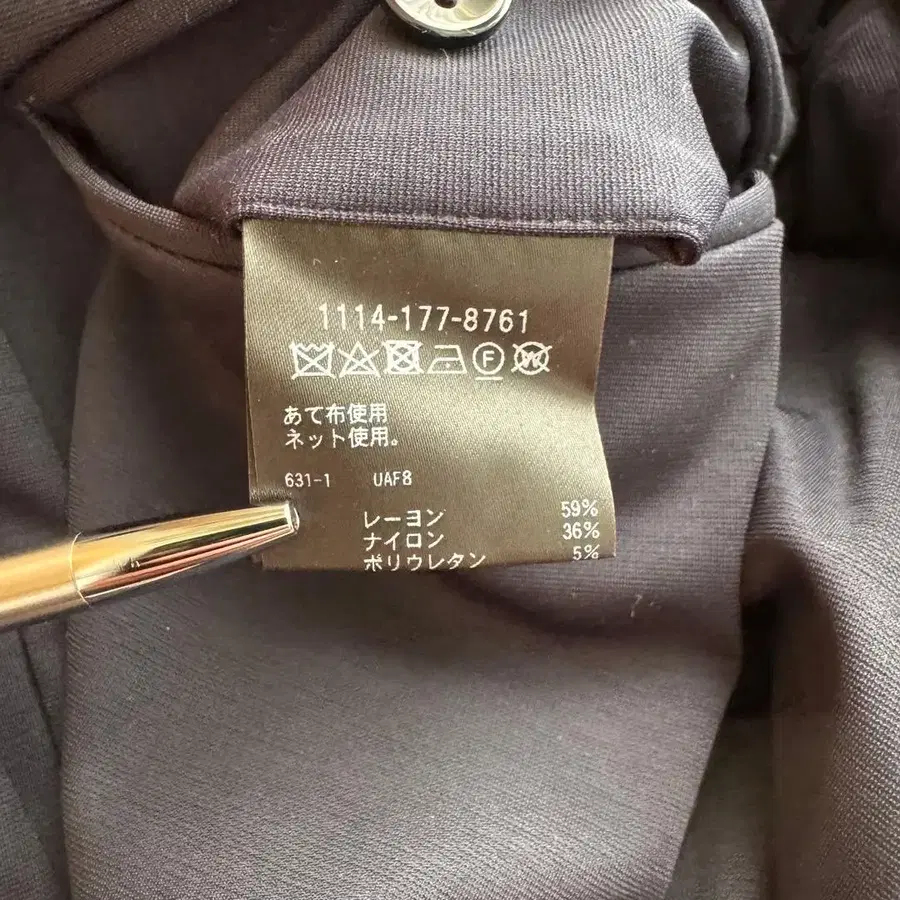 1114-177-8761
F W
あて布使用
ネット使用。
631-1 UAF8
レーヨン 59%
ナイロン 36%
ポリウレタン 5%